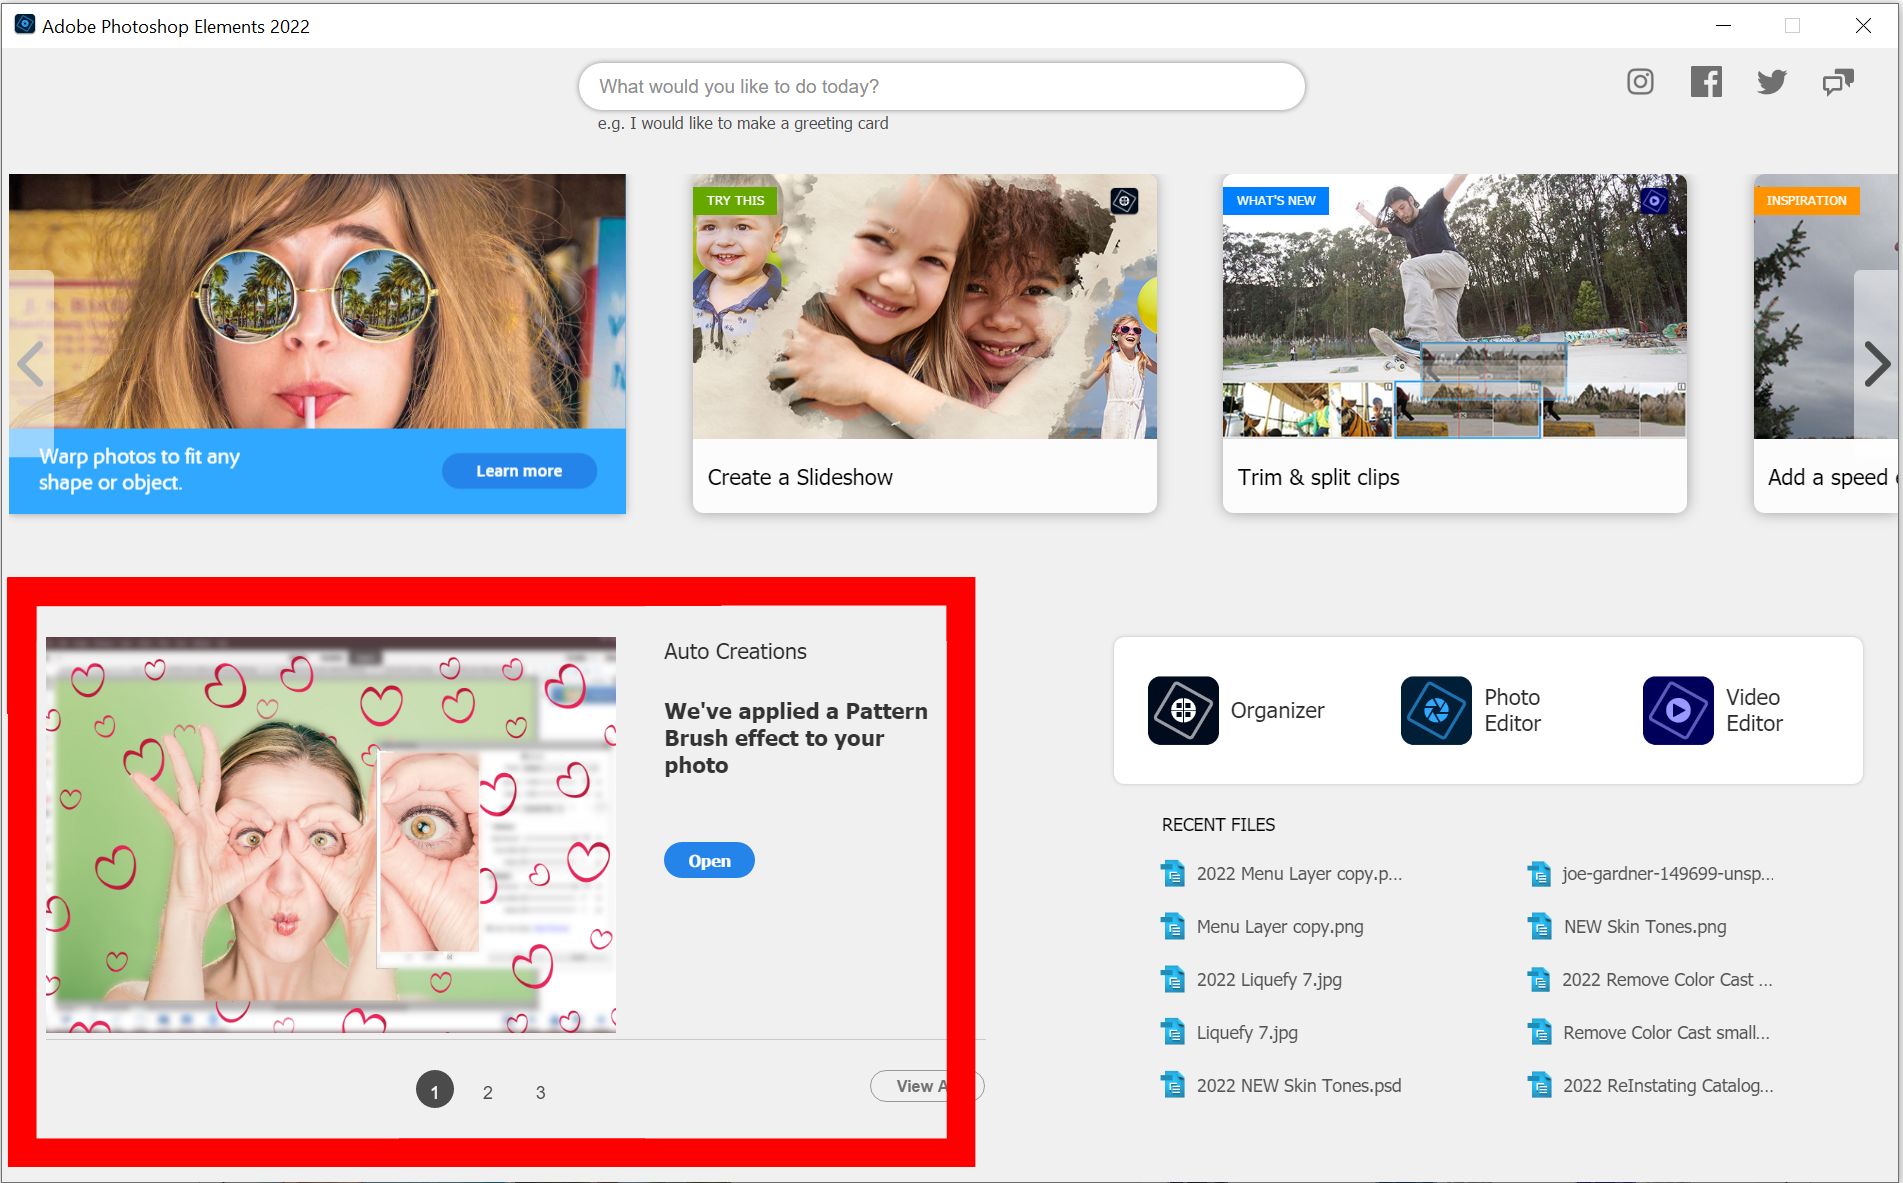 Adobe Photoshop Elements 2022
What would you like to do today?
e.g. I would like to make a greeting card
Warp photos to fit any
shape or object.
Learn more
TRY THIS
Create a Slideshow
WHAT'S NEW
Trim & split clips
INSPIRATION
Add a speed
Auto Creations
We've applied a Pattern
Brush effect to your
photo
Open
1 2 3
View A
Organizer
Photo
Editor
Video
Editor
RECENT FILES
2022 Menu Layer copy.p...
joe-gardner-149699-unsp...
Menu Layer copy.png
NEW Skin Tones.png
2022 Liquefy 7.jpg
2022 Remove Color Cast ...
Liquefy 7.jpg
Remove Color Cast small...
2022 NEW Skin Tones.psd
2022 ReInstating Catalog...